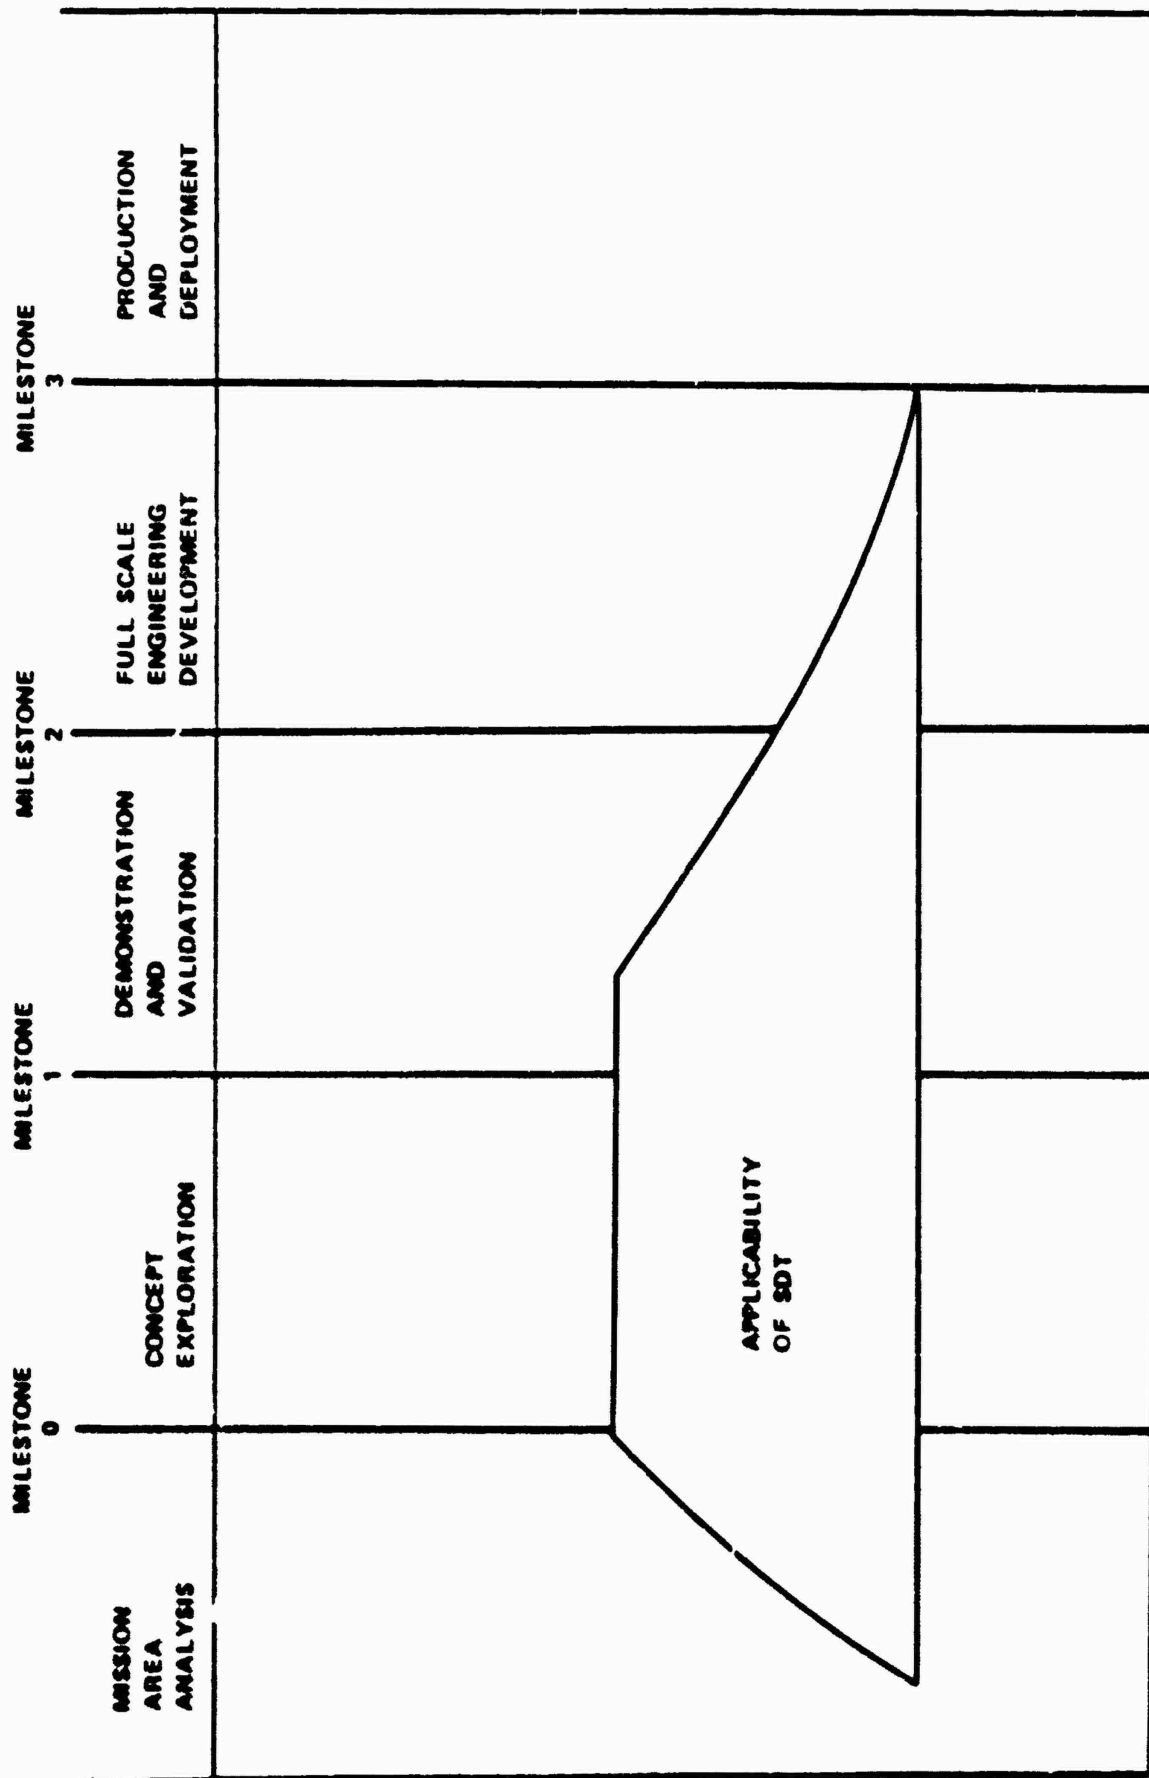 MILESTONE
0
MILESTONE
1
MILESTONE
2
MILESTONE
3
MISSION
AREA
ANALYSIS
CONCEPT
EXPLORATION
DEMONSTRATION
AND
VALIDATION
FULL SCALE
ENGINEERING
DEVELOPMENT
PRODUCTION
AND
DEPLOYMENT
APPLICABILITY
OF SDT